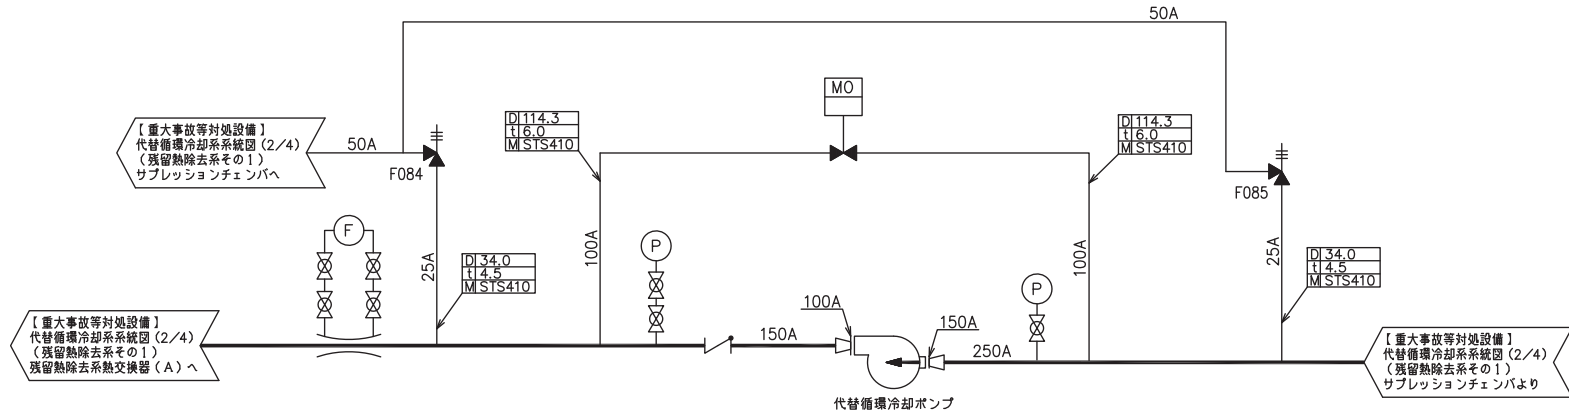 50A
MO
D 114.3
t 6.0
M STS410
D 114.3
t 6.0
M STS410
【重大事故等対処設備】
代替循環冷却系系統図(2/4)
(残留熱除去系その1)
サプレッションチェンバへ
50A
F084
F085
F
25A
100A
P
100A
25A
D 34.0
t 4.5
M STS410
D 34.0
t 4.5
M STS410
P
【重大事故等対処設備】
代替循環冷却系系統図(2/4)
(残留熱除去系その1)
残留熱除去系熱交換器(A)へ
150A
100A
150A
250A
【重大事故等対処設備】
代替循環冷却系系統図(2/4)
(残留熱除去系その1)
サプレッションチェンバより
代替循環冷却ポンプ